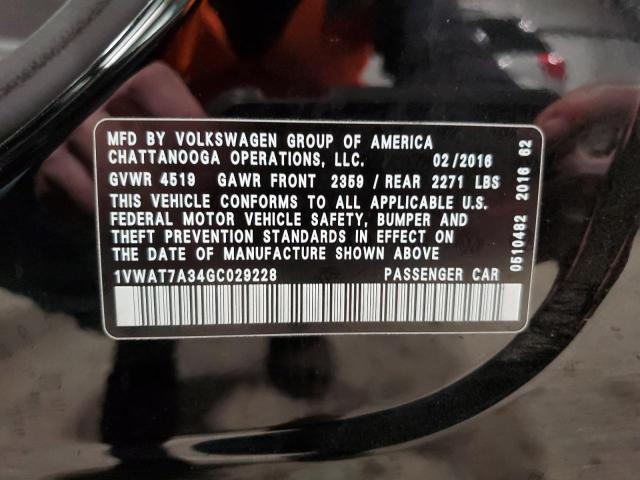 MFD BY VOLKSWAGEN GROUP OF AMERICA
CHATTANOOGA OPERATIONS, LLC. 02/2016
GVWR 4519 GAWR FRONT 2359 / REAR 2271 LBS
THIS VEHICLE CONFORMS TO ALL APPLICABLE U.S.
FEDERAL MOTOR VEHICLE SAFETY, BUMPER AND
THEFT PREVENTION STANDARDS IN EFFECT ON
THE DATE OF MANUFACTURE SHOWN ABOVE
1VWAT7A34GC029228 PASSENGER CAR
0510482 2016 62